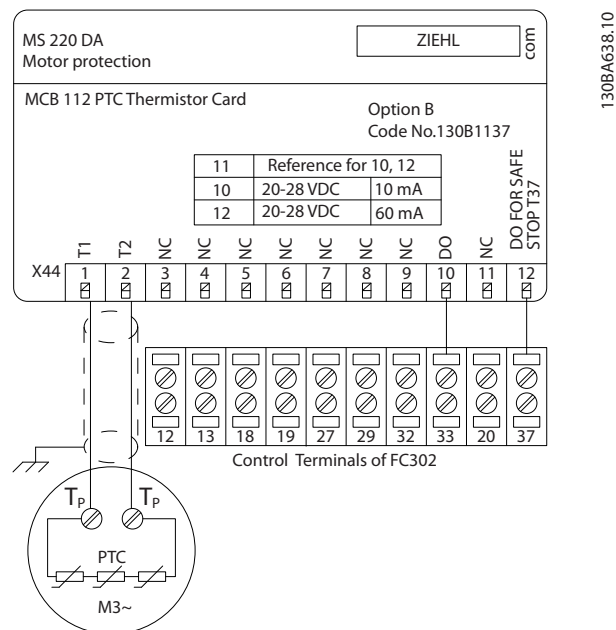 MS 220 DA
Motor protection
ZIEHL
com
130BA638.10
MCB 112 PTC Thermistor Card
Option B
Code No.130B1137
11 Reference for 10, 12
10 20-28 VDC 10 mA
12 20-28 VDC 60 mA
T1 T2 NC NC NC NC NC NC NC DO NC DO FOR SAFE
STOP T37
X44 1 2 3 4 5 6 7 8 9 10 11 12
12 13 18 19 27 29 32 33 20 37
Control Terminals of FC302
TP TP
PTC
M3~